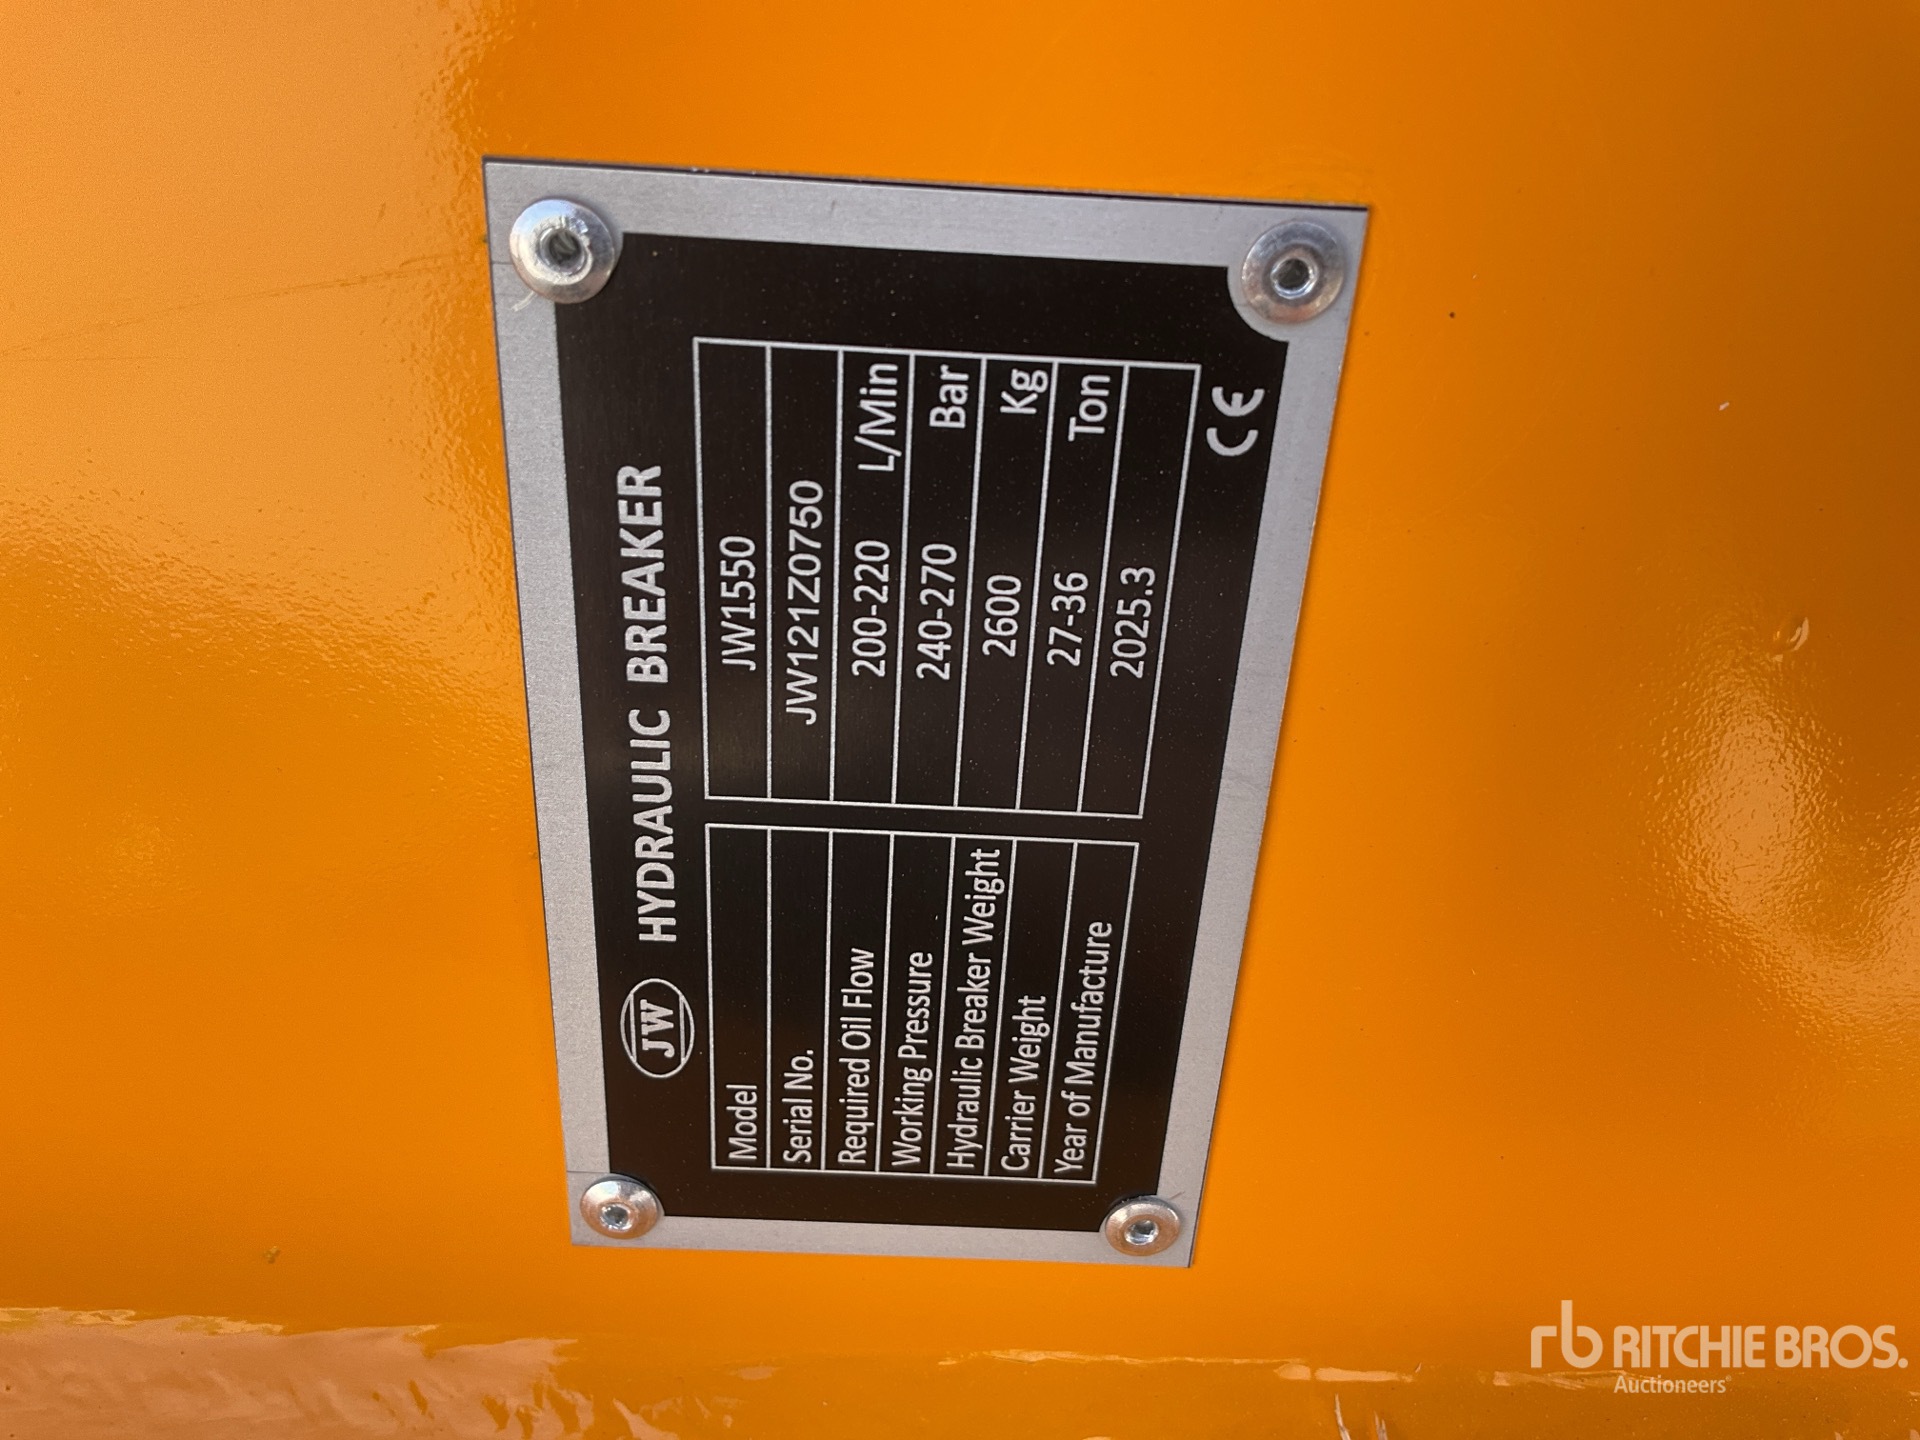 JW HYDRAULIC BREAKER
Model JW1550
Serial No. JW121Z0750
Required Oil Flow 200-220 L/Min
Working Pressure 240-270 Bar
Hydraulic Breaker Weight 2600 Kg
Carrier Weight 27-36 Ton
Year of Manufacture 2025.3
CE
rb RITCHIE BROS.
Auctioneers